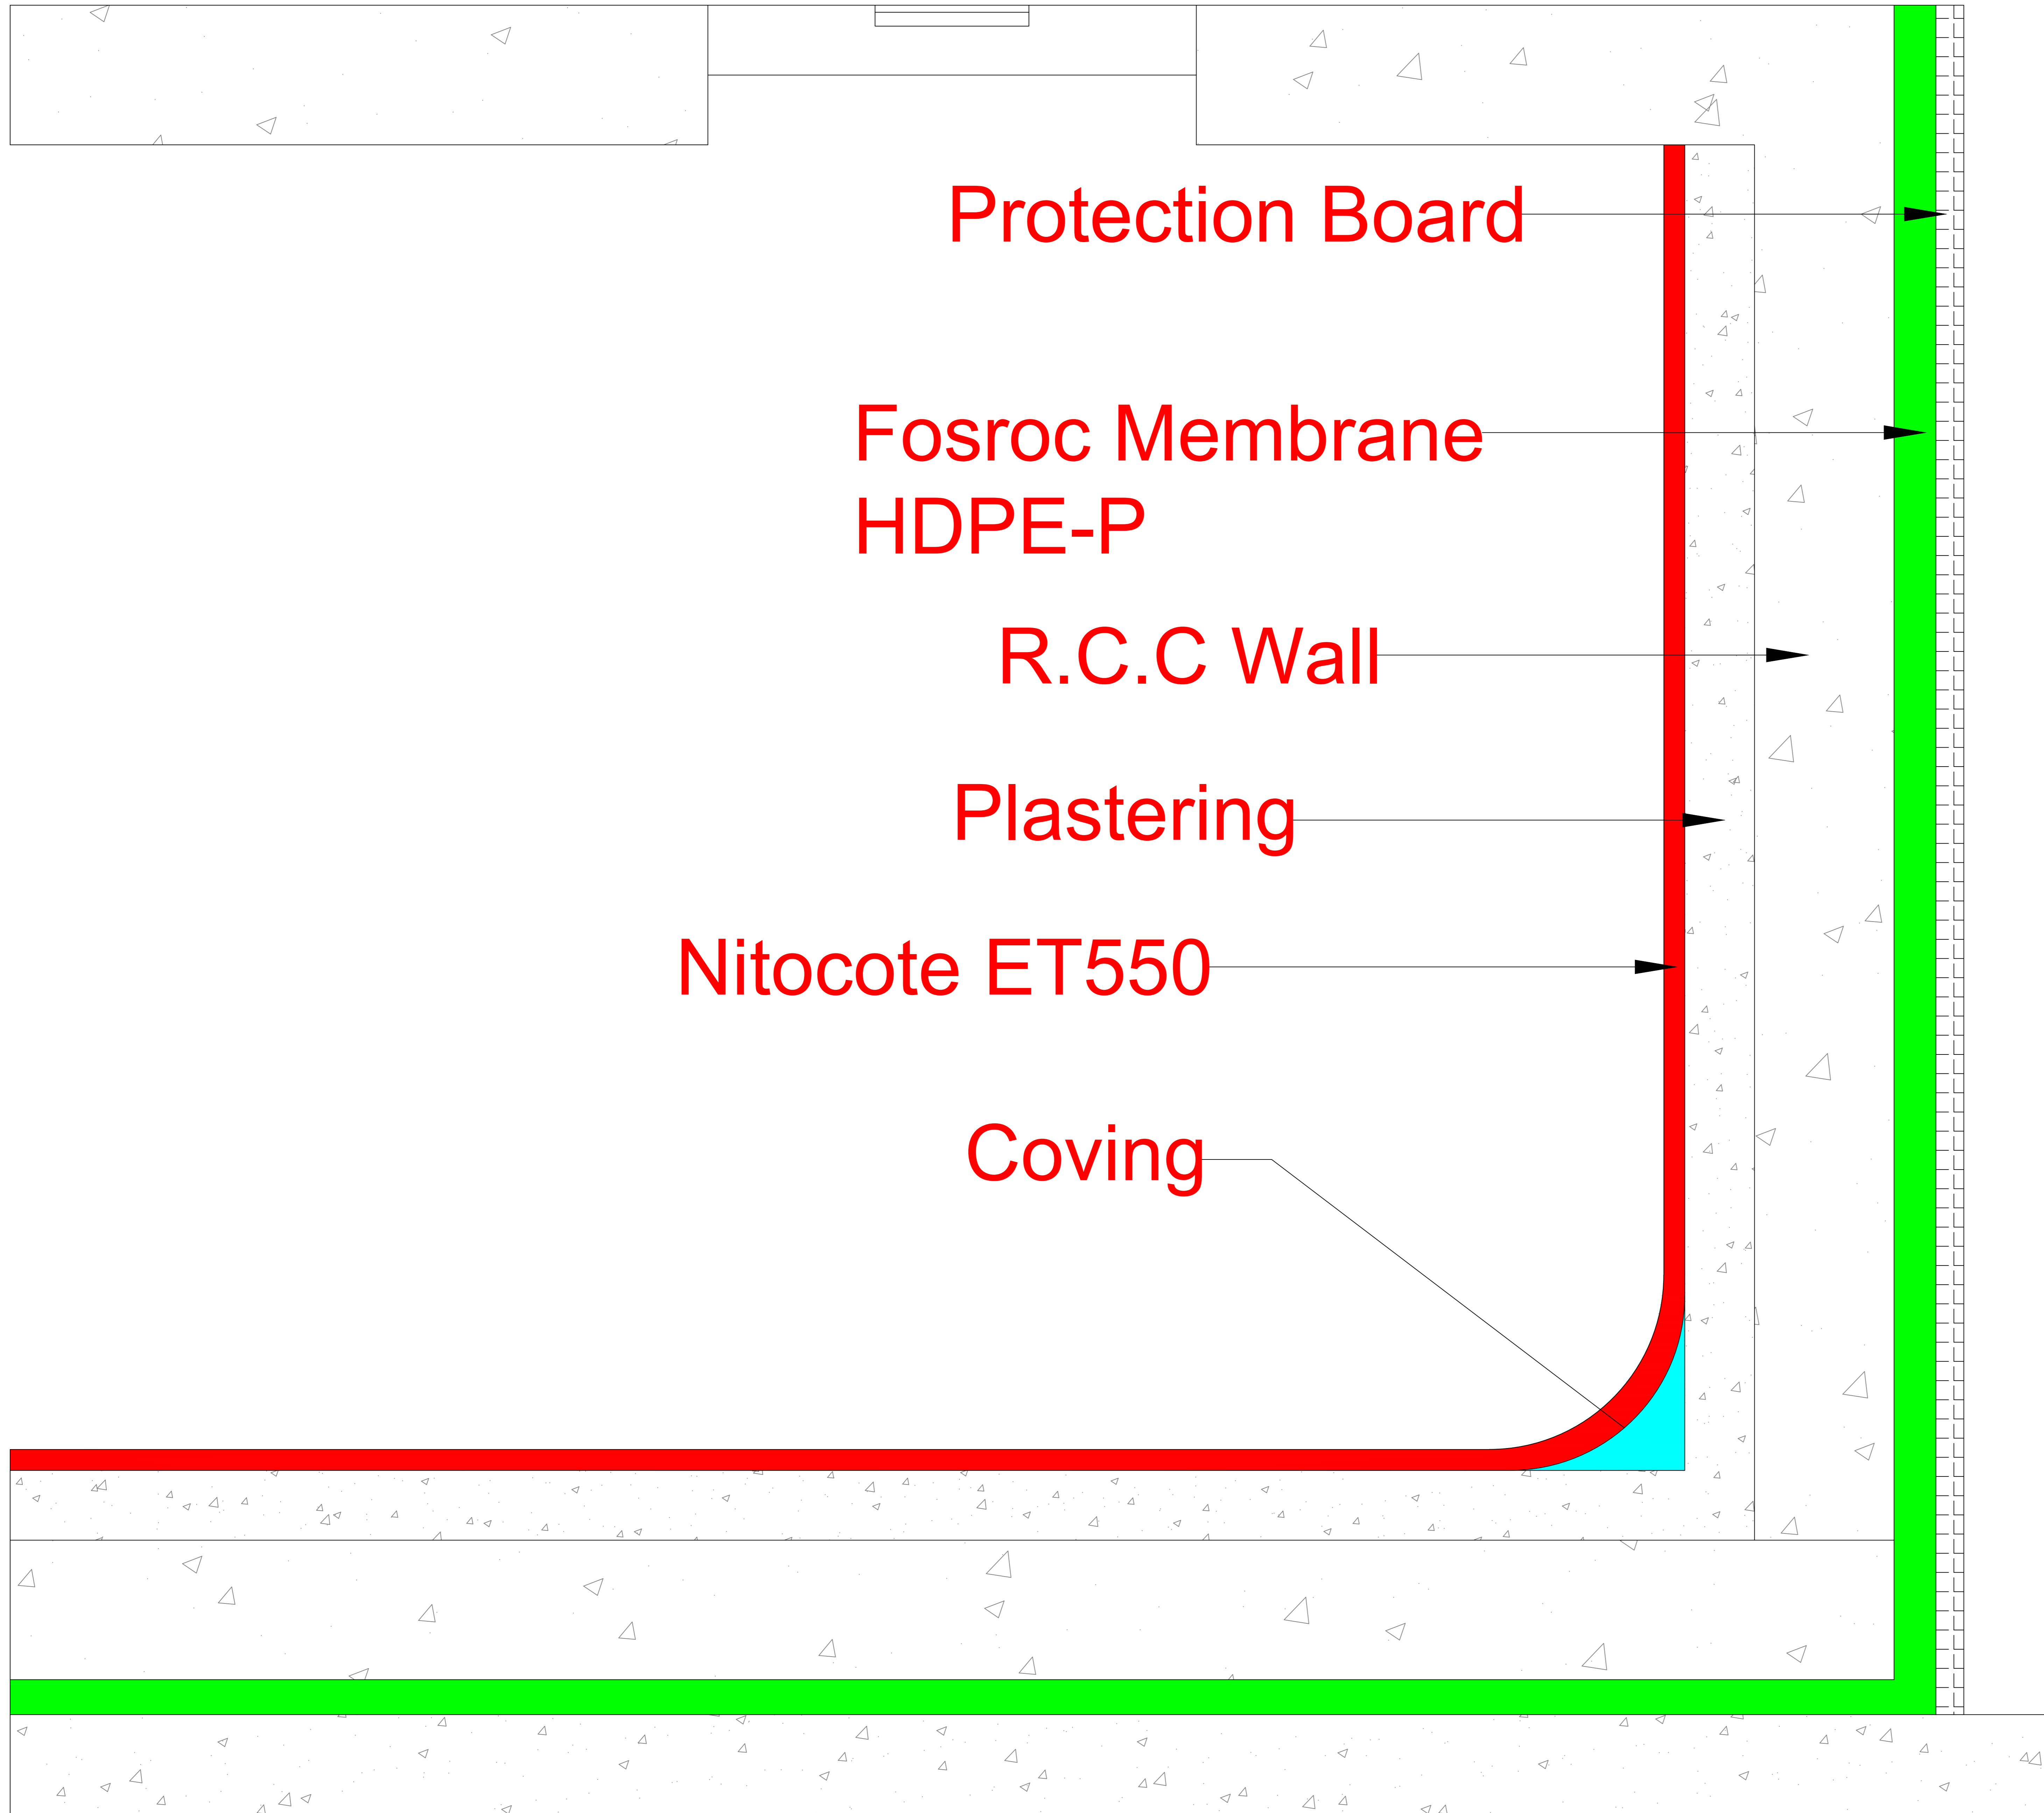 Protection Board
Fosroc Membrane
HDPE-P
R.C.C Wall
Plastering
Nitocote ET550
Coving